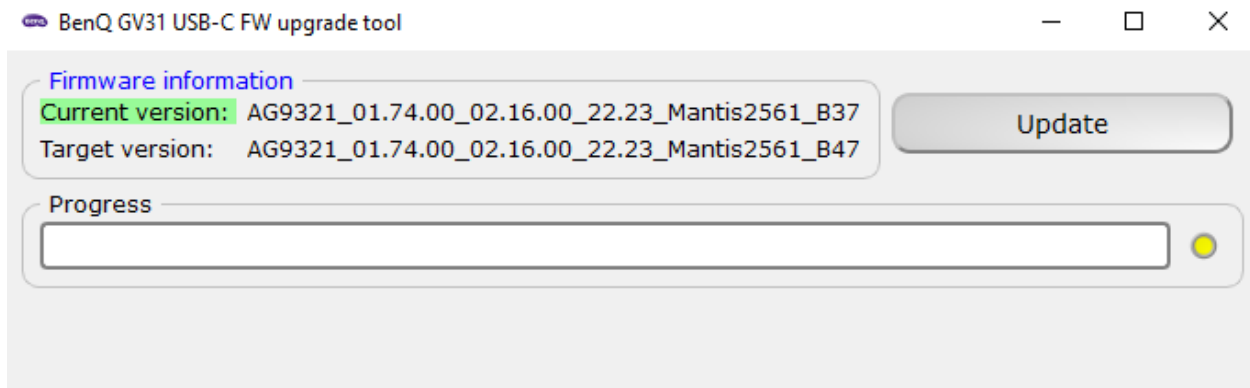 BenQ GV31 USB-C FW upgrade tool
Firmware information
Current version: AG9321_01.74.00_02.16.00_22.23_Mantis2561_B37
Target version: AG9321_01.74.00_02.16.00_22.23_Mantis2561_B47
Update
Progress